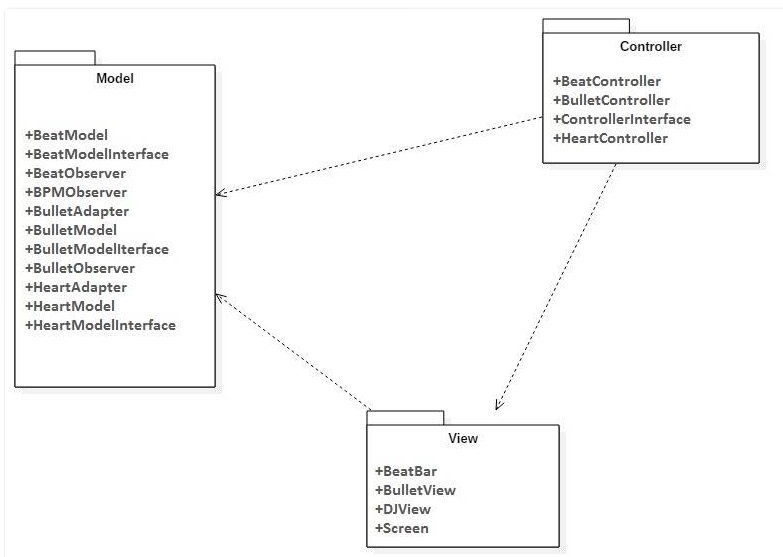 Model
+BeatModel
+BeatModelInterface
+BeatObserver
+BPMObserver
+BulletAdapter
+BulletModel
+BulletModelIterface
+BulletObserver
+HeartAdapter
+HeartModel
+HeartModelInterface
Controller
+BeatController
+BulletController
+ControllerInterface
+HeartController
View
+BeatBar
+BulletView
+DJView
+Screen